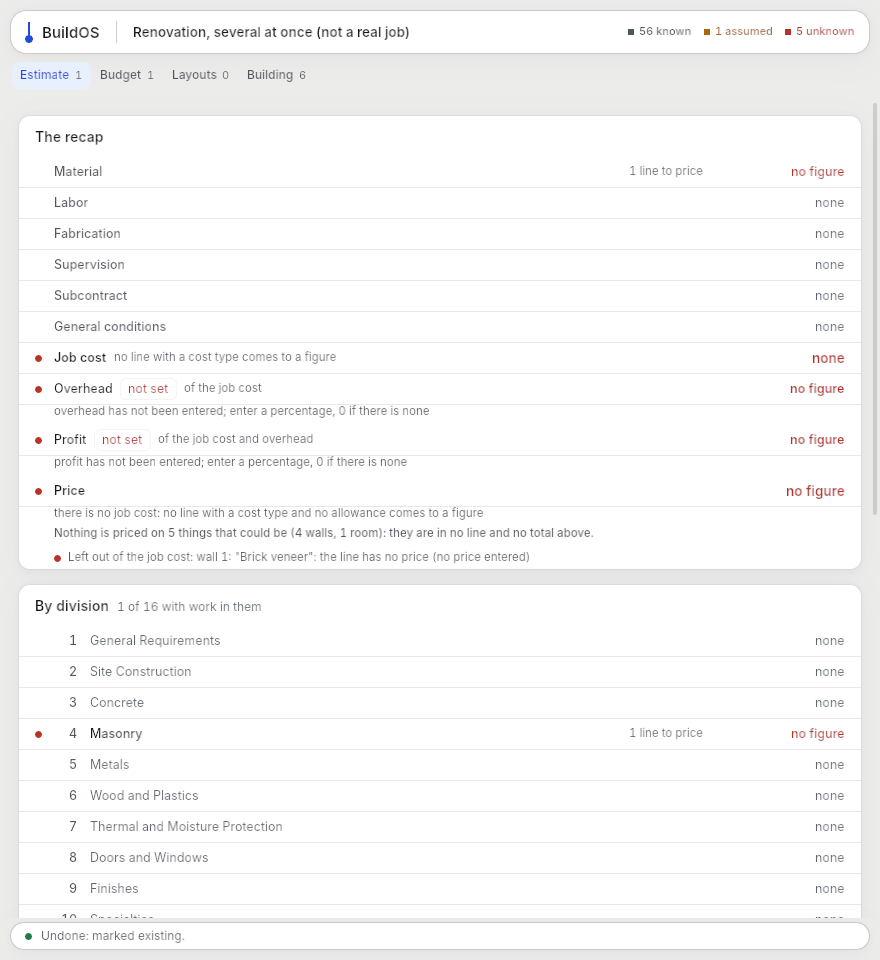 BuildOS
Renovation, several at once (not a real job)
56 known 1 assumed 5 unknown
Estimate 1 Budget 1 Layouts 0 Building 6
The recap
Material 1 line to price no figure
Labor none
Fabrication none
Supervision none
Subcontract none
General conditions none
Job cost no line with a cost type comes to a figure none
Overhead not set of the job cost no figure
overhead has not been entered; enter a percentage, 0 if there is none
Profit not set of the job cost and overhead no figure
profit has not been entered; enter a percentage, 0 if there is none
Price no figure
there is no job cost: no line with a cost type and no allowance comes to a figure
Nothing is priced on 5 things that could be (4 walls, 1 room): they are in no line and no total above.
Left out of the job cost: wall 1: "Brick veneer": the line has no price (no price entered)
By division 1 of 16 with work in them
1 General Requirements none
2 Site Construction none
3 Concrete none
4 Masonry 1 line to price no figure
5 Metals none
6 Wood and Plastics none
7 Thermal and Moisture Protection none
8 Doors and Windows none
9 Finishes none
10 Specialties none
Undone: marked existing.